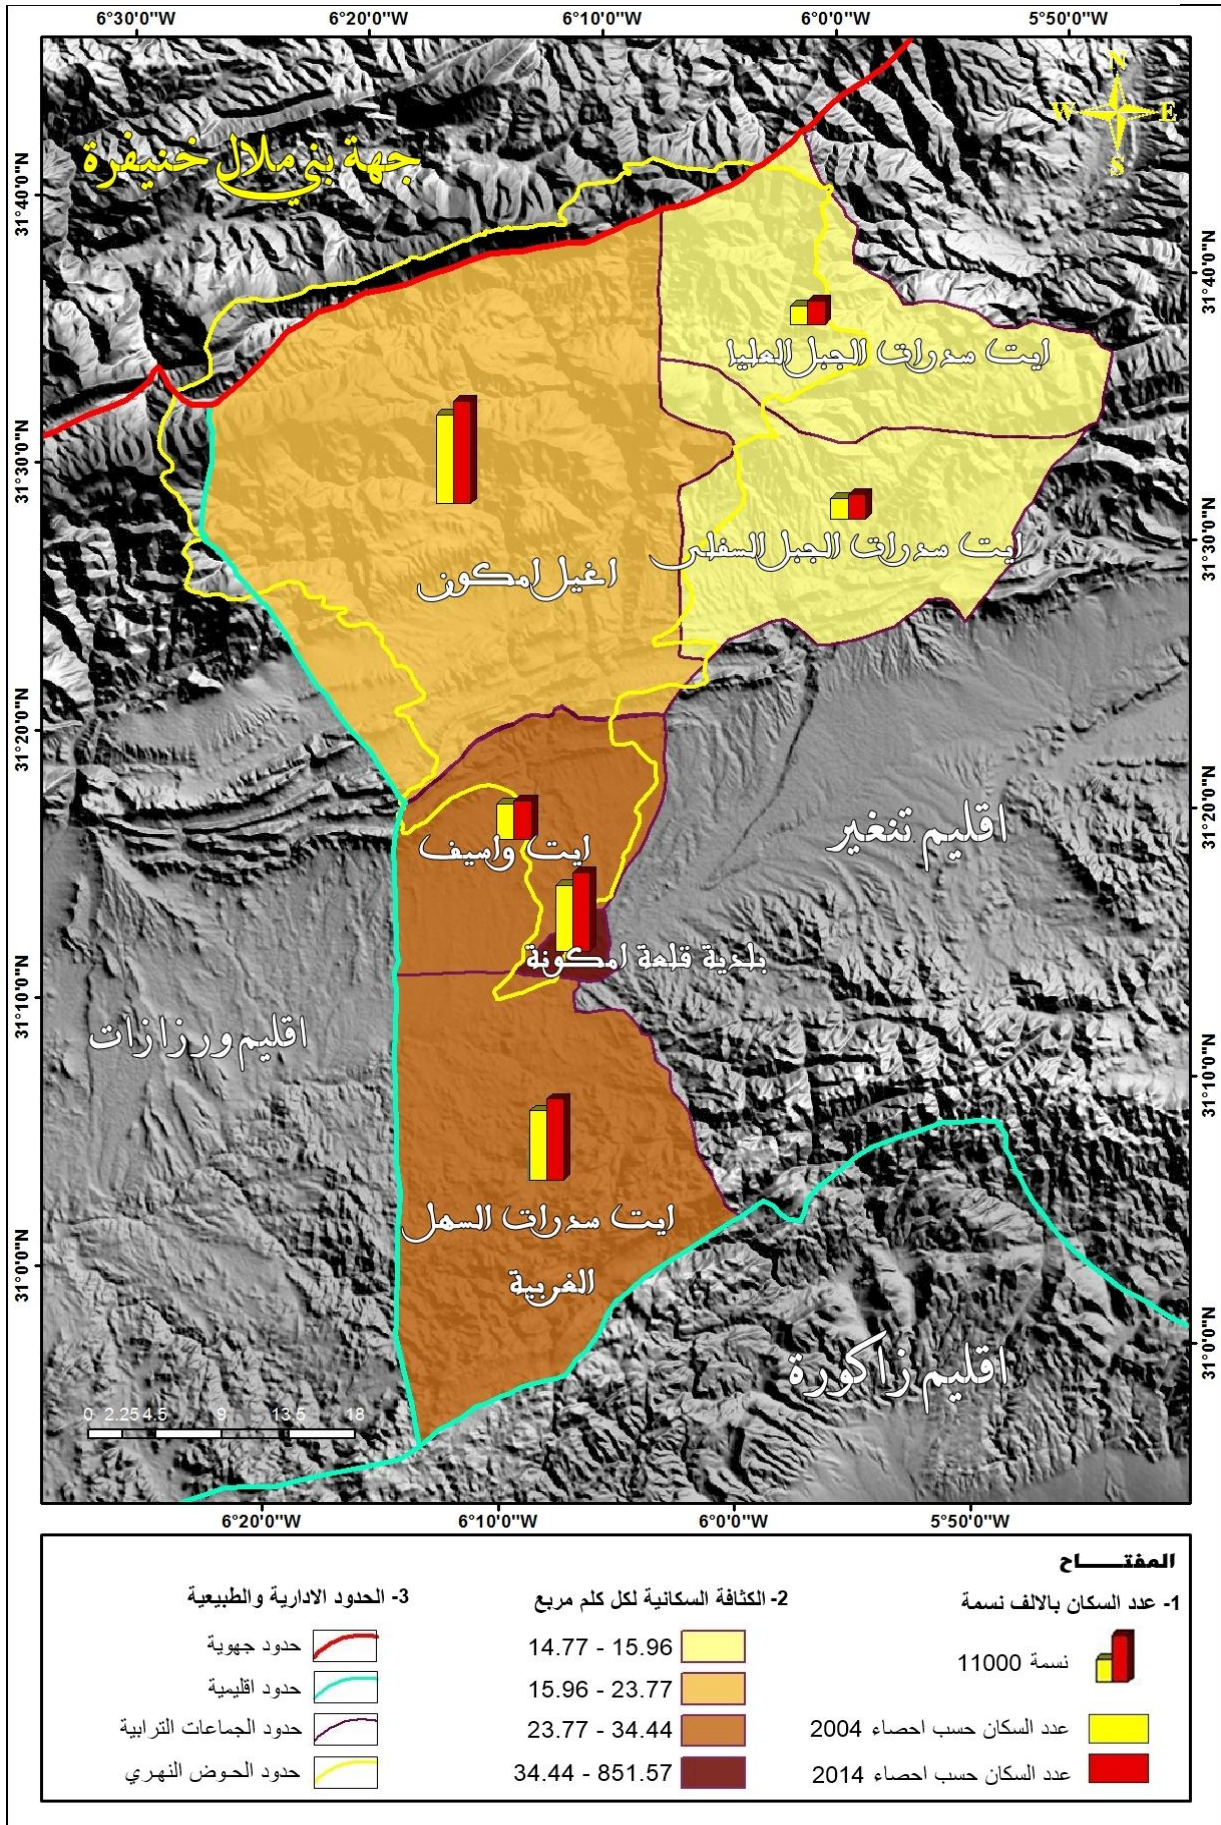 6°30'0"W 6°20'0"W 6°10'0"W 6°0'0"W 5°50'0"W
N
W E
S
جهة بني ملال خنيفرة
31°40'0"N
31°40'0"N
ايت سدرات الجبل العليا
31°30'0"N
31°30'0"N
ايت سدرات الجبل السفلى
اغيل امكون
31°20'0"N
31°20'0"N
اقليم تنغير
ايت واسيف
بلدية قلعة امكونة
31°10'0"N
31°10'0"N
اقليم ورزازات
ايت سدرات السهل
الغربية
31°0'0"N
31°0'0"N
اقليم زاكورة
0 2.25 4.5 9 13.5 18
6°20'0"W 6°10'0"W 6°0'0"W 5°50'0"W
المفتـــــاح
1- عدد السكان بالالف نسمة
11000 نسمة
عدد السكان حسب احصاء 2004
عدد السكان حسب احصاء 2014
2- الكثافة السكانية لكل كلم مربع
14.77 - 15.96
15.96 - 23.77
23.77 - 34.44
34.44 - 851.57
3- الحدود الادارية والطبيعية
حدود جهوية
حدود اقليمية
حدود الجماعات الترابية
حدود الحوض النهري